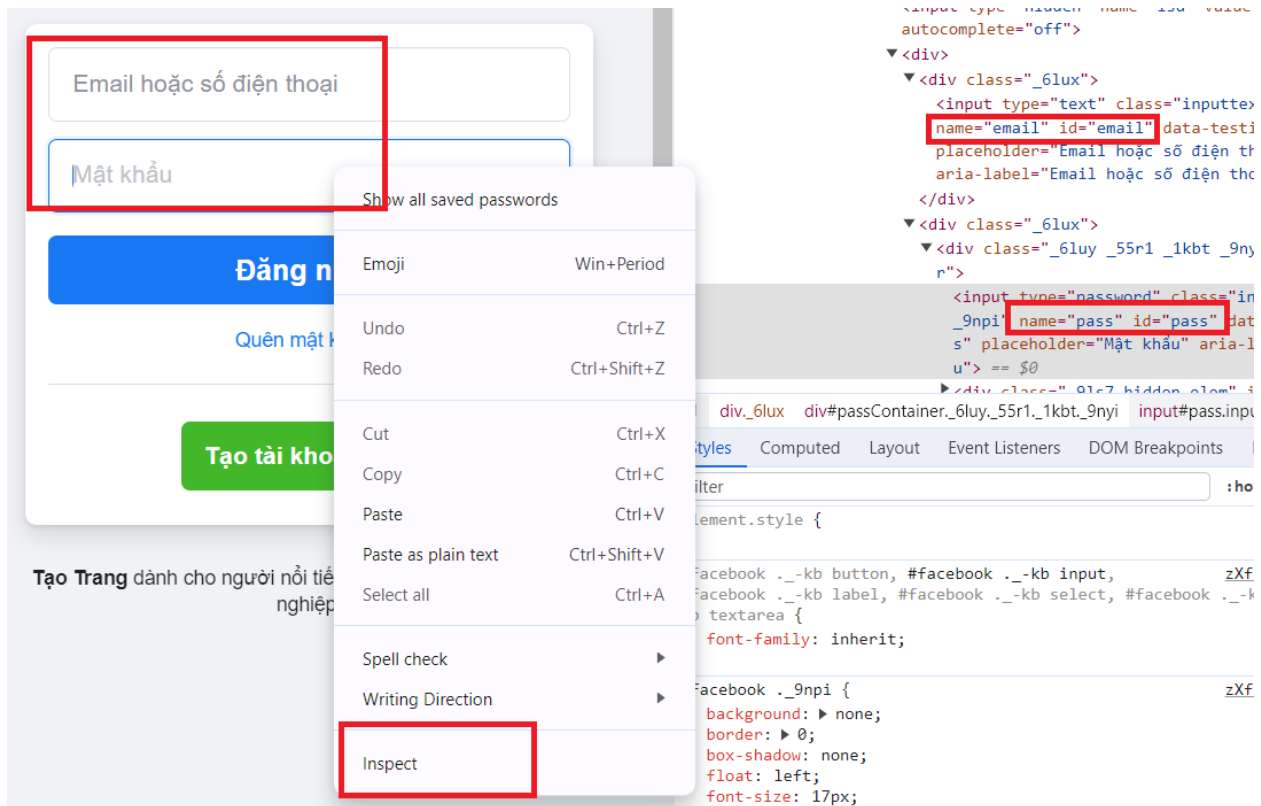 Email hoặc số điện thoại
Mật khẩu
Đăng n
Quên mật k
Tạo tài kho
Tạo Trang dành cho người nổi tiế
nghiệp
Show all saved passwords
Emoji Win+Period
Undo Ctrl+Z
Redo Ctrl+Shift+Z
Cut Ctrl+X
Copy Ctrl+C
Paste Ctrl+V
Paste as plain text Ctrl+Shift+V
Select all Ctrl+A
Spell check
Writing Direction
Inspect
autocomplete="off">
<div>
<div class="_6lux">
<input type="text" class="inputtex
name="email" id="email" data-testi
placeholder="Email hoặc số điện th
aria-label="Email hoặc số điện tho
</div>
<div class="_6lux">
<div class="_6luy _55r1 _1kbt _9ny
r">
<input type="password" class="in
_9npi" name="pass" id="pass" dat
s" placeholder="Mật khẩu" aria-l
u"> == $0
<div class="_9ls7 hidden_elem" i
div._6lux div#passContainer._6luy._55r1._1kbt._9nyi input#pass.inpu
tyles Computed Layout Event Listeners DOM Breakpoints
ilter :ho
lement.style {
facebook ._-kb button, #facebook ._-kb input, zXf
facebook ._-kb label, #facebook ._-kb select, #facebook ._-k
textarea {
font-family: inherit;
facebook ._9npi { zXf
background: none;
border: 0;
box-shadow: none;
float: left;
font-size: 17px;